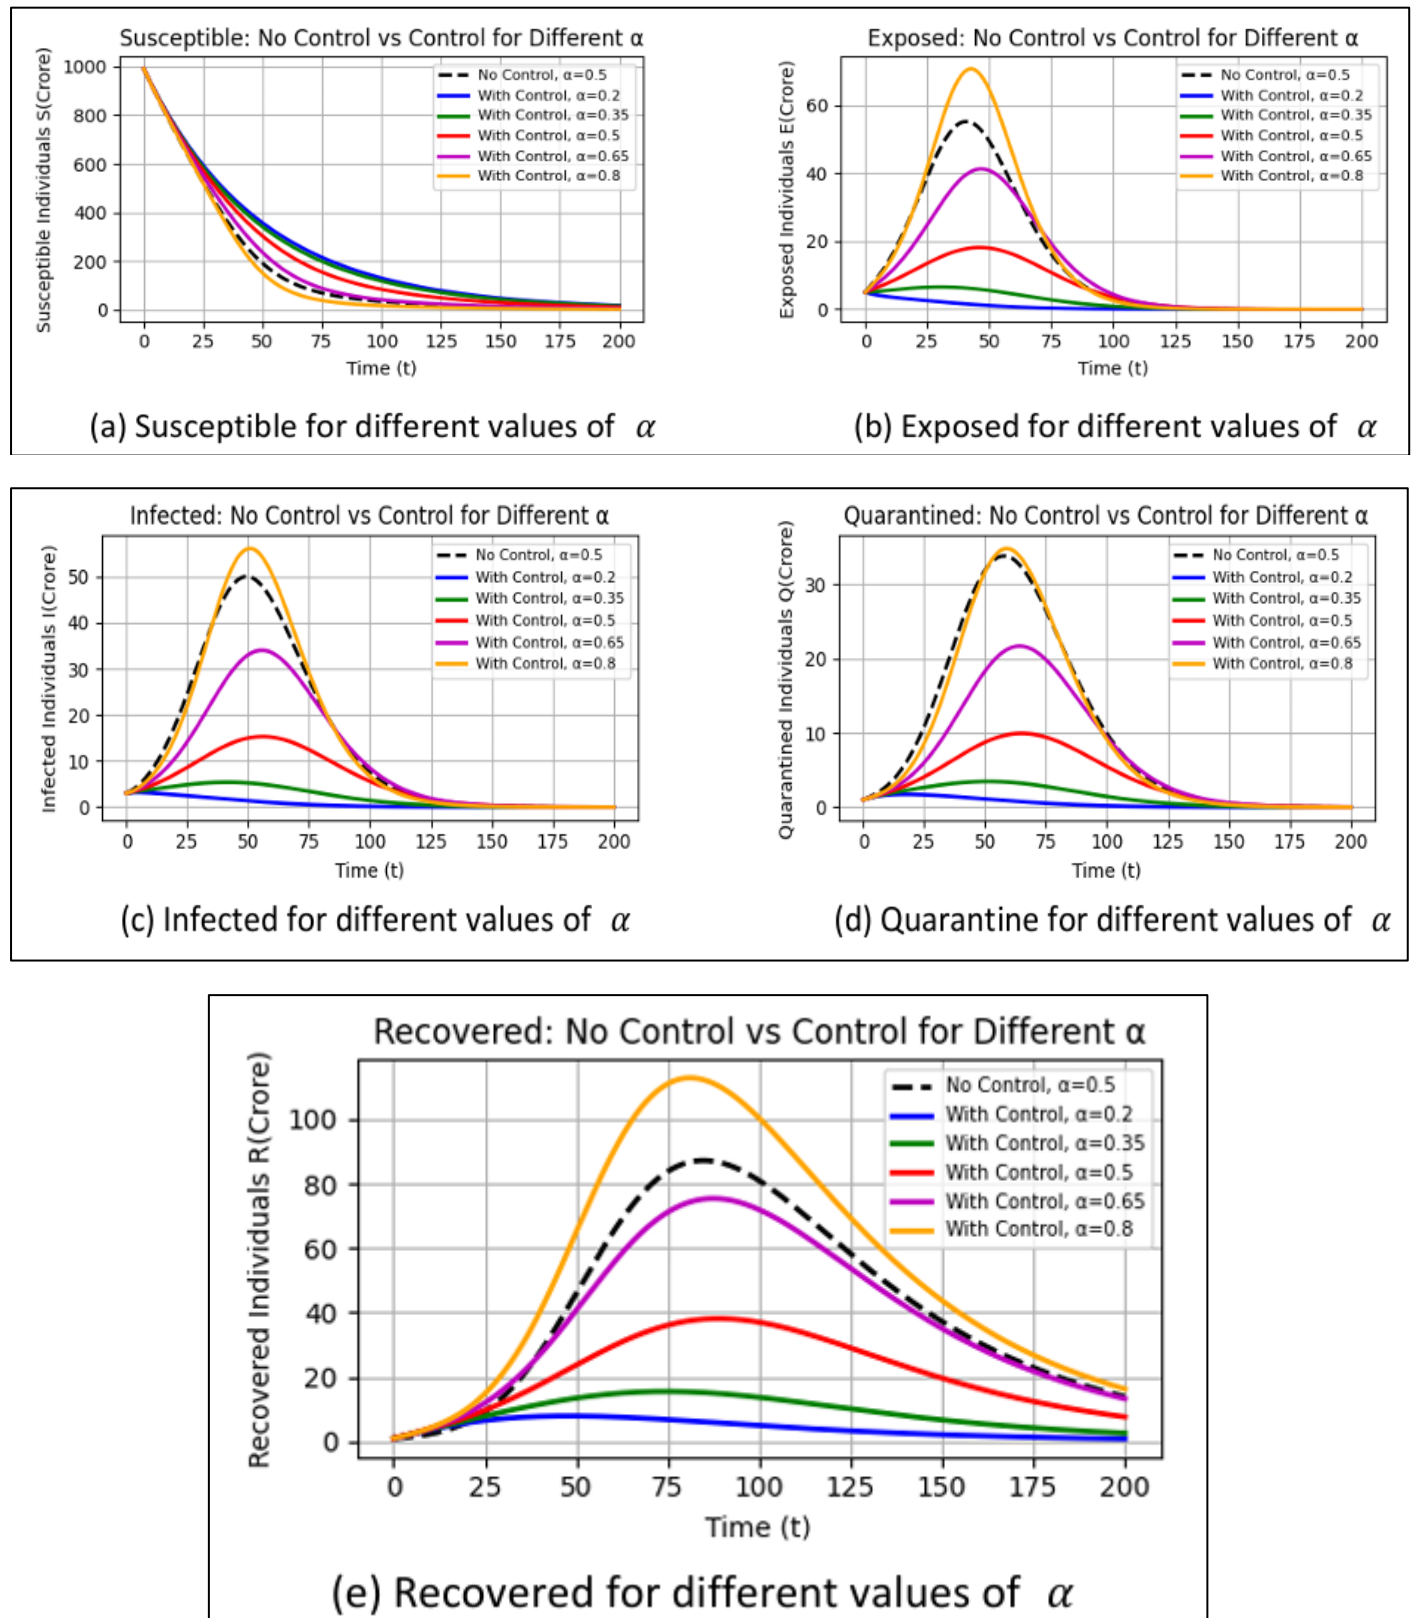 Susceptible: No Control vs Control for Different α
Susceptible Individuals S(Crore)
1000
800
600
400
200
0
No Control, α=0.5
With Control, α=0.2
With Control, α=0.35
With Control, α=0.5
With Control, α=0.65
With Control, α=0.8
0 25 50 75 100 125 150 175 200
Time (t)
(a) Susceptible for different values of α
Exposed: No Control vs Control for Different α
Exposed Individuals E(Crore)
60
40
20
0
No Control, α=0.5
With Control, α=0.2
With Control, α=0.35
With Control, α=0.5
With Control, α=0.65
With Control, α=0.8
0 25 50 75 100 125 150 175 200
Time (t)
(b) Exposed for different values of α
Infected: No Control vs Control for Different α
Infected Individuals I(Crore)
50
40
30
20
10
0
No Control, α=0.5
With Control, α=0.2
With Control, α=0.35
With Control, α=0.5
With Control, α=0.65
With Control, α=0.8
0 25 50 75 100 125 150 175 200
Time (t)
(c) Infected for different values of α
Quarantined: No Control vs Control for Different α
Quarantined Individuals Q(Crore)
30
20
10
0
No Control, α=0.5
With Control, α=0.2
With Control, α=0.35
With Control, α=0.5
With Control, α=0.65
With Control, α=0.8
0 25 50 75 100 125 150 175 200
Time (t)
(d) Quarantine for different values of α
Recovered: No Control vs Control for Different α
Recovered Individuals R(Crore)
100
80
60
40
20
0
No Control, α=0.5
With Control, α=0.2
With Control, α=0.35
With Control, α=0.5
With Control, α=0.65
With Control, α=0.8
0 25 50 75 100 125 150 175 200
Time (t)
(e) Recovered for different values of α